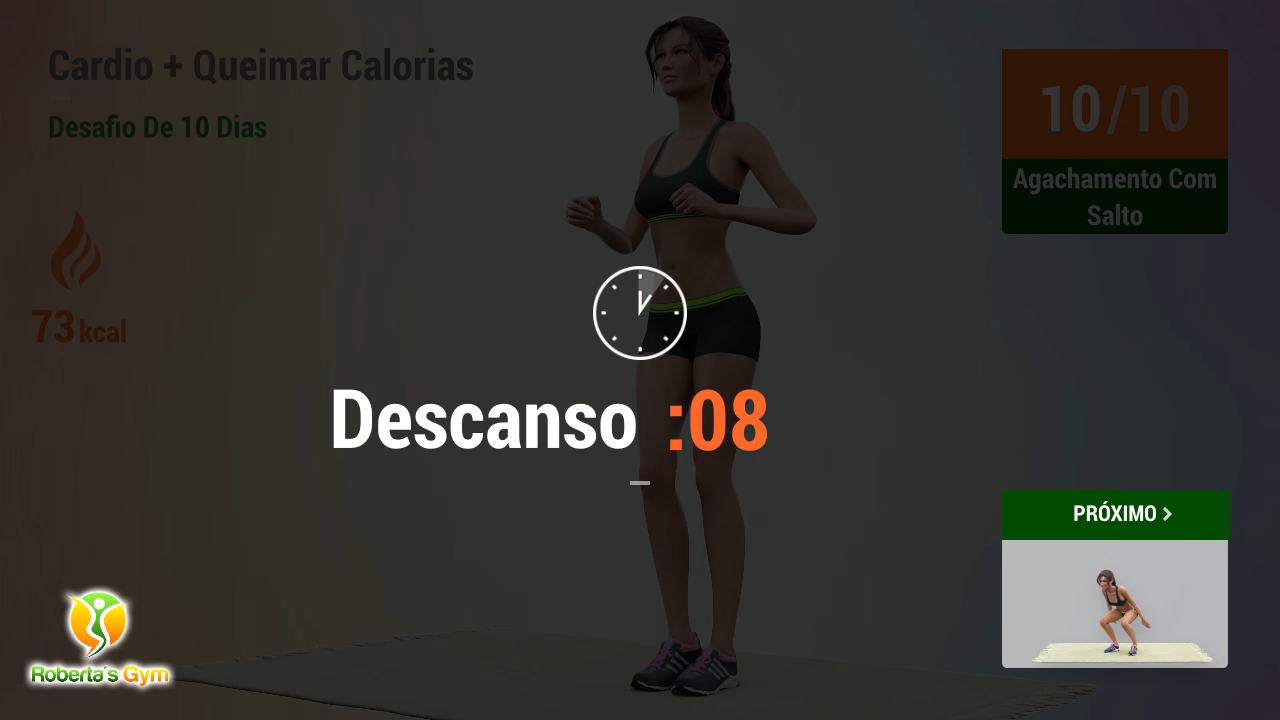 Cardio + Queimar Calorias
Desafio De 10 Dias
10/10
Agachamento Com
Salto
73 kcal
Descanso :08
PRÓXIMO >
Roberta´s Gym